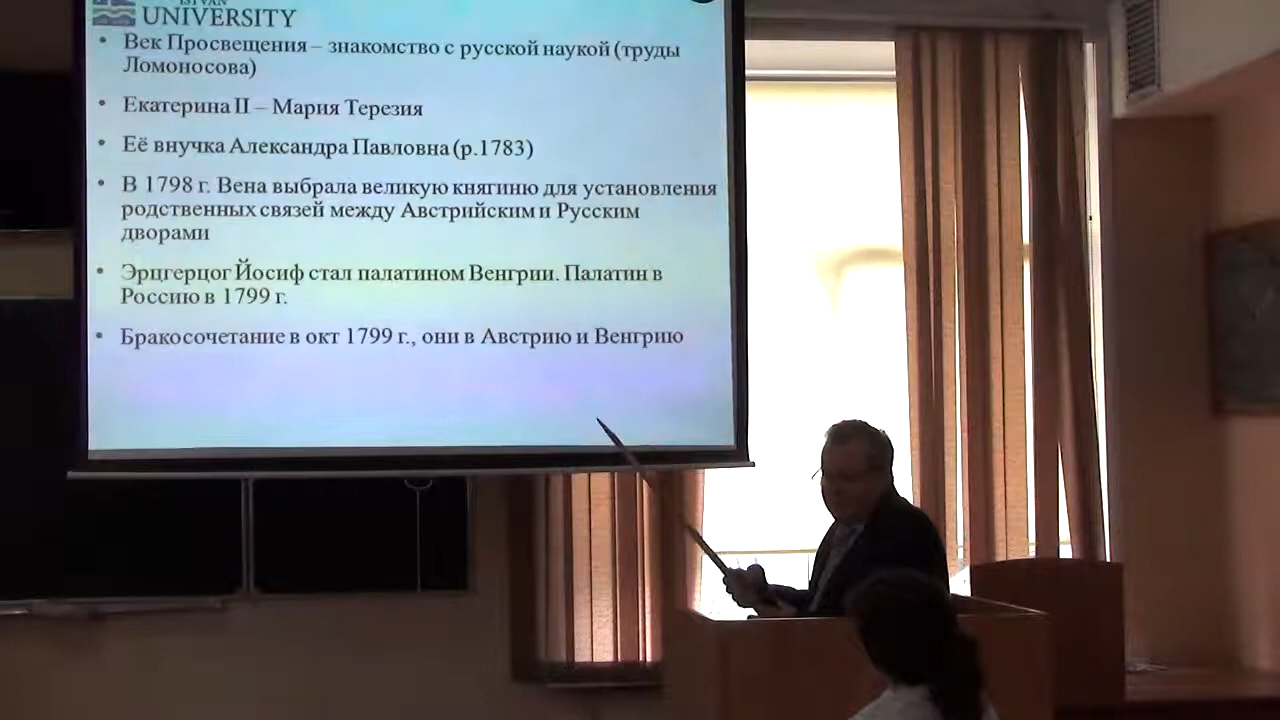 ISTVÁN
UNIVERSITY
• Век Просвещения – знакомство с русской наукой (труды
Ломоносова)
• Екатерина II – Мария Терезия
• Её внучка Александра Павловна (р.1783)
• В 1798 г. Вена выбрала великую княгиню для установления
родственных связей между Австрийским и Русским
дворами
• Эрцгерцог Йосиф стал палатином Венгрии. Палатин в
Россию в 1799 г.
• Бракосочетание в окт 1799 г., они в Австрию и Венгрию